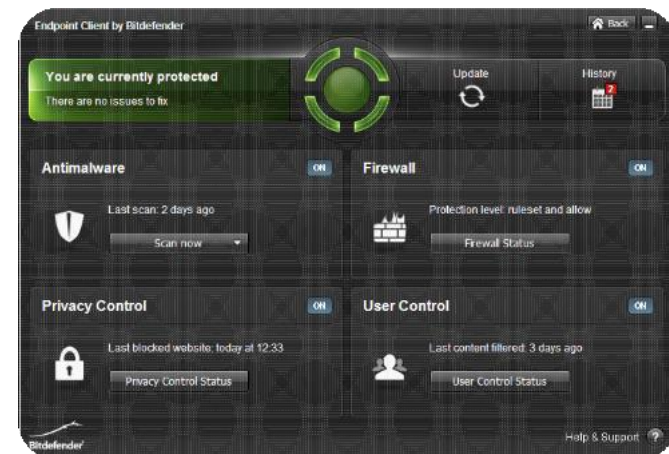 Endpoint Client by Bitdefender
Back
You are currently protected
There are no issues to fix
Update
History
2
Antimalware
ON
Last scan: 2 days ago
Scan now
Firewall
ON
Protection level: ruleset and allow
Firewall Status
Privacy Control
ON
Last blocked website: today at 12:33
Privacy Control Status
User Control
ON
Last content filtered: 3 days ago
User Control Status
Bitdefender
Help & Support ?